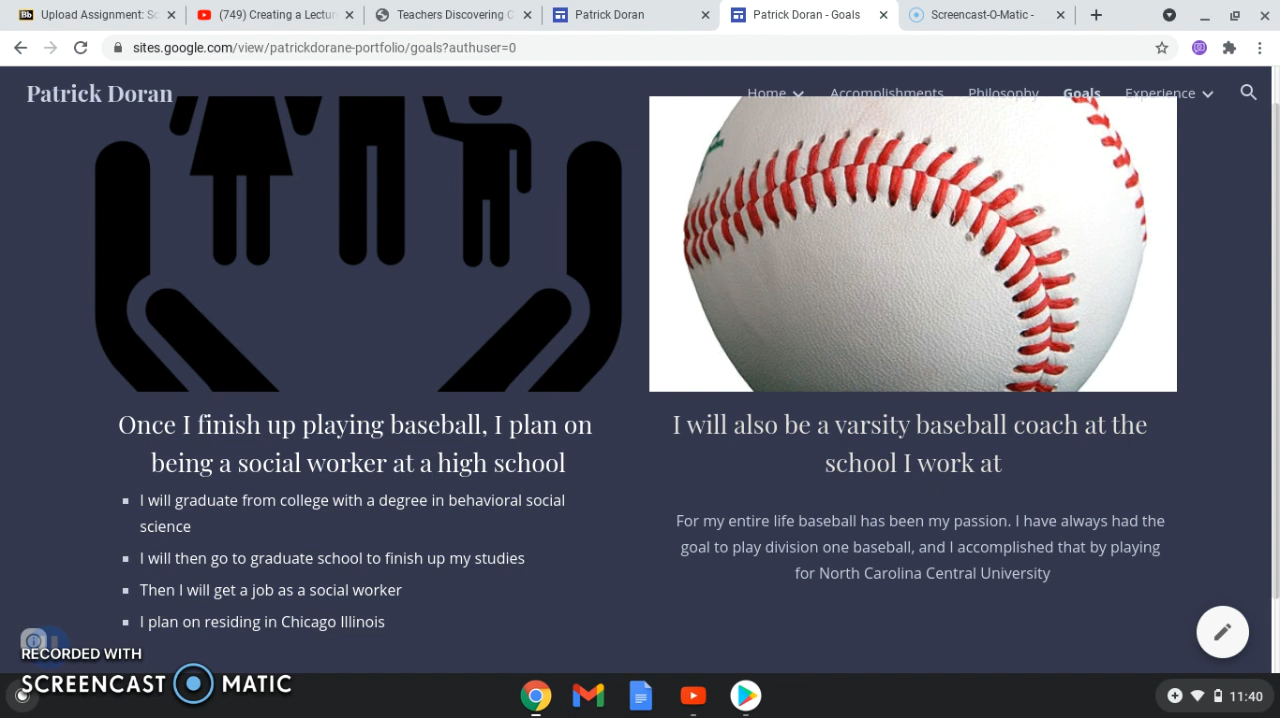 Bb Upload Assignment: Sc
(749) Creating a Lectur
Teachers Discovering C
Patrick Doran
Patrick Doran - Goals
Screencast-O-Matic -
sites.google.com/view/patrickdorane-portfolio/goals?authuser=0
Patrick Doran
Home
Accomplishments
Philosophy
Goals
Experience
Once I finish up playing baseball, I plan on
being a social worker at a high school
I will graduate from college with a degree in behavioral social
science
I will then go to graduate school to finish up my studies
Then I will get a job as a social worker
I plan on residing in Chicago Illinois
I will also be a varsity baseball coach at the
school I work at
For my entire life baseball has been my passion. I have always had the
goal to play division one baseball, and I accomplished that by playing
for North Carolina Central University
RECORDED WITH
SCREENCAST MATIC
11:40